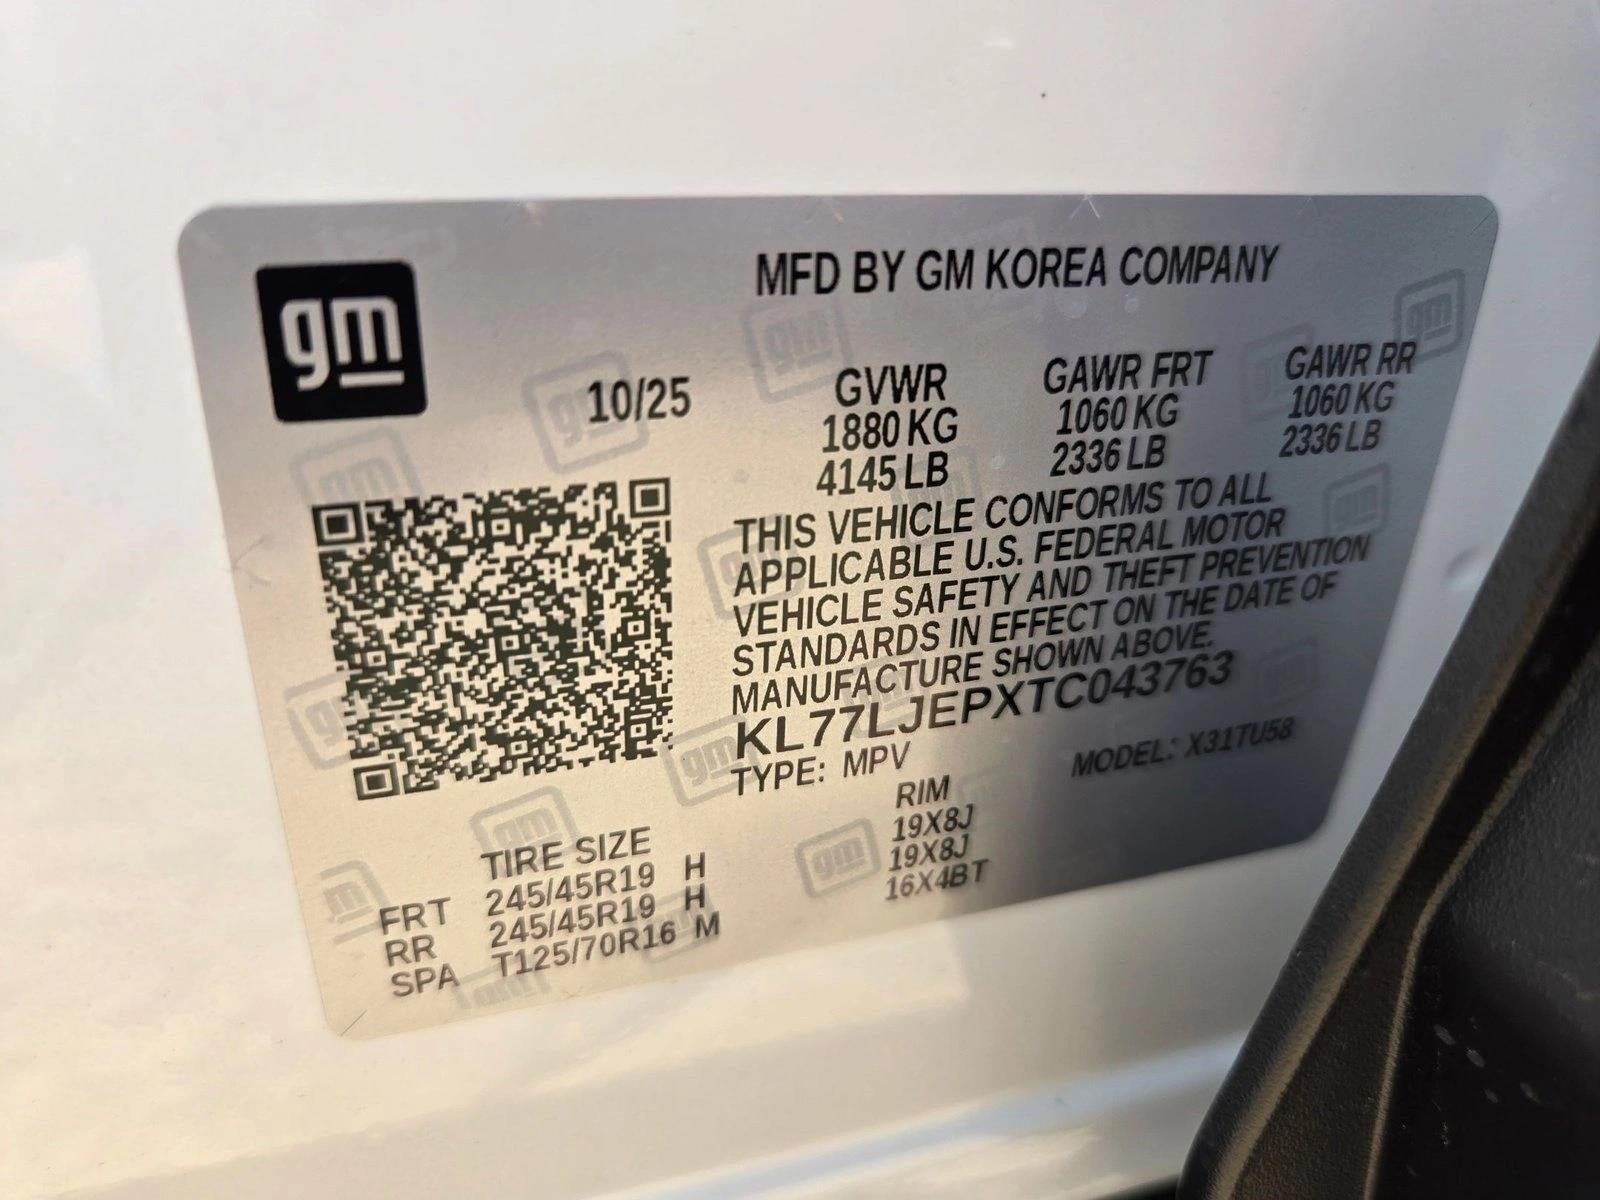 gm
MFD BY GM KOREA COMPANY
10/25
GVWR GAWR FRT GAWR RR
1880 KG 1060 KG 1060 KG
4145 LB 2336 LB 2336 LB
THIS VEHICLE CONFORMS TO ALL
APPLICABLE U.S. FEDERAL MOTOR
VEHICLE SAFETY AND THEFT PREVENTION
STANDARDS IN EFFECT ON THE DATE OF
MANUFACTURE SHOWN ABOVE.
KL77LJEPXTC043763
TYPE: MPV MODEL: X31TU58
TIRE SIZE RIM
FRT 245/45R19 H 19X8J
RR 245/45R19 H 19X8J
SPA T125/70R16 M 16X4BT